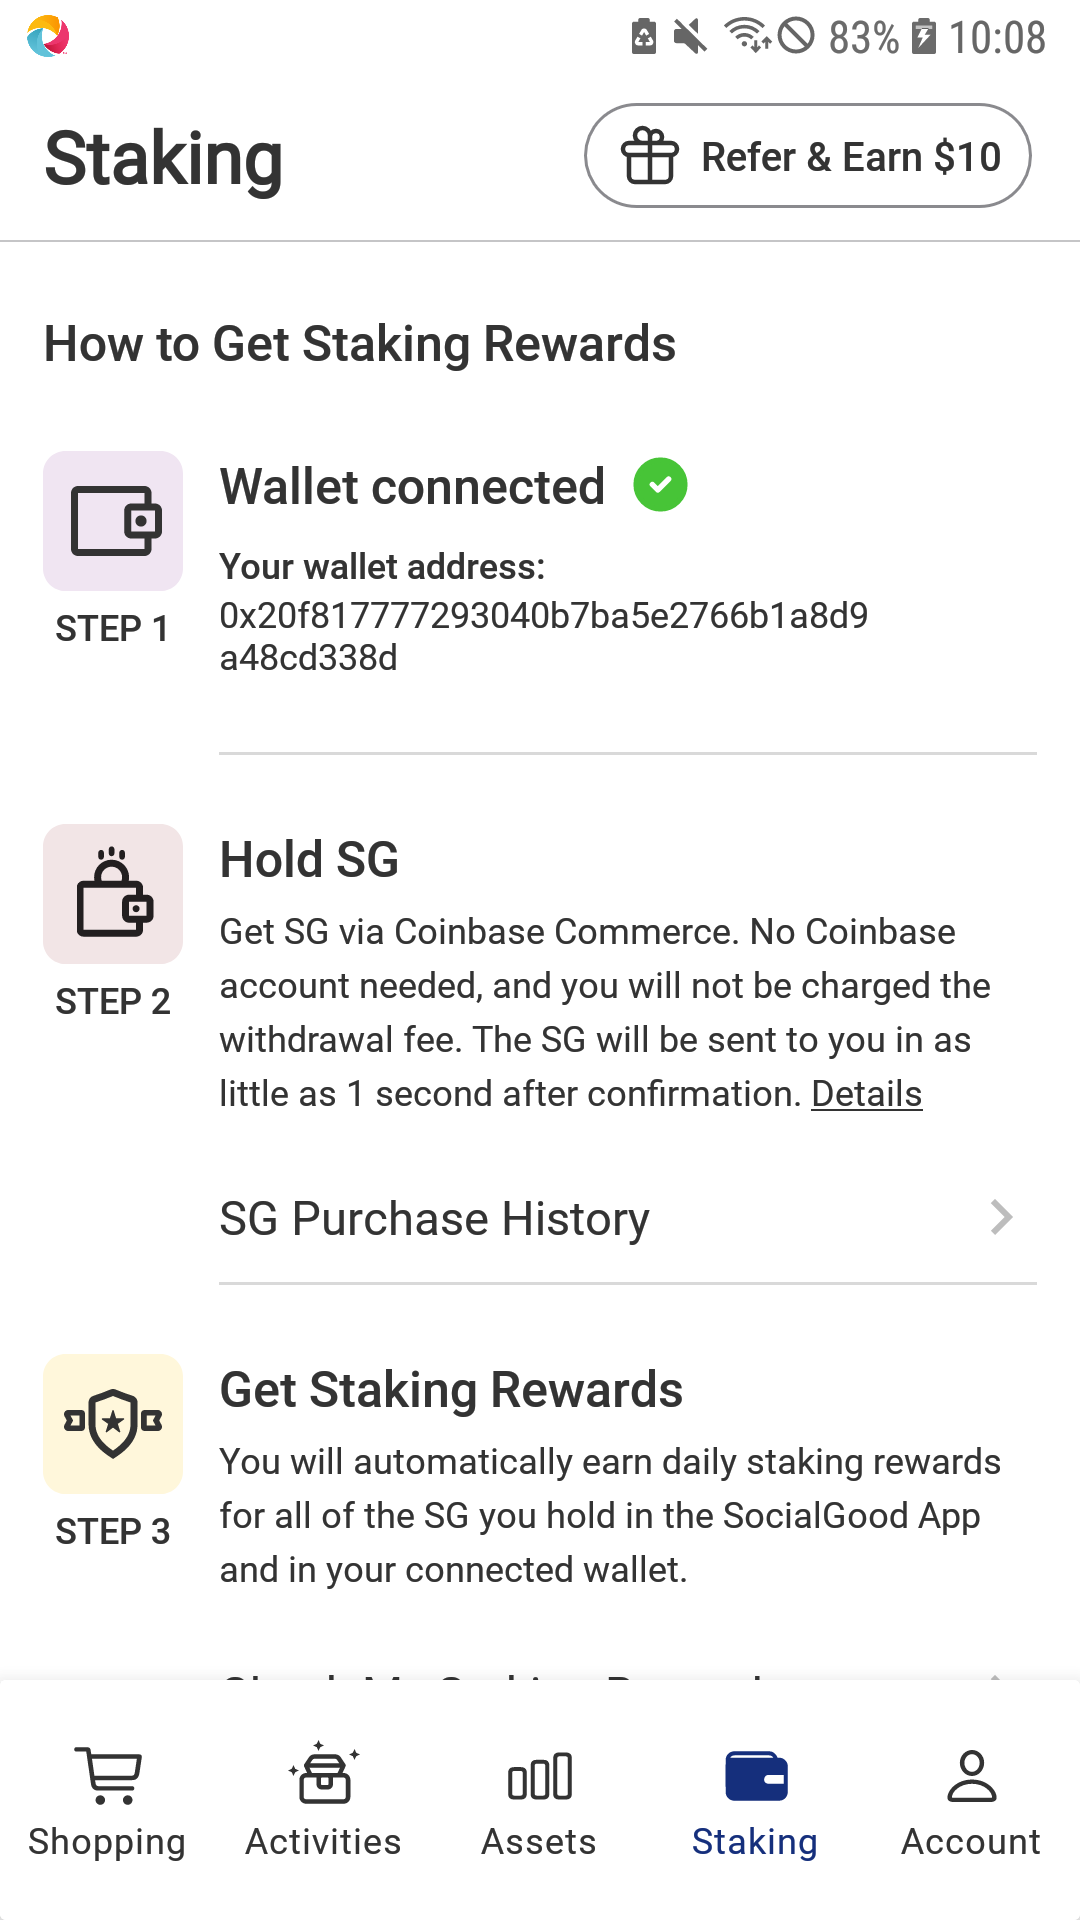 83% 10:08
Staking
Refer & Earn $10
How to Get Staking Rewards
Wallet connected
Your wallet address:
0x20f817777293040b7ba5e2766b1a8d9
a48cd338d
STEP 1
Hold SG
Get SG via Coinbase Commerce. No Coinbase
account needed, and you will not be charged the
withdrawal fee. The SG will be sent to you in as
little as 1 second after confirmation. Details
STEP 2
SG Purchase History
Get Staking Rewards
You will automatically earn daily staking rewards
for all of the SG you hold in the SocialGood App
and in your connected wallet.
STEP 3
Shopping
Activities
Assets
Staking
Account